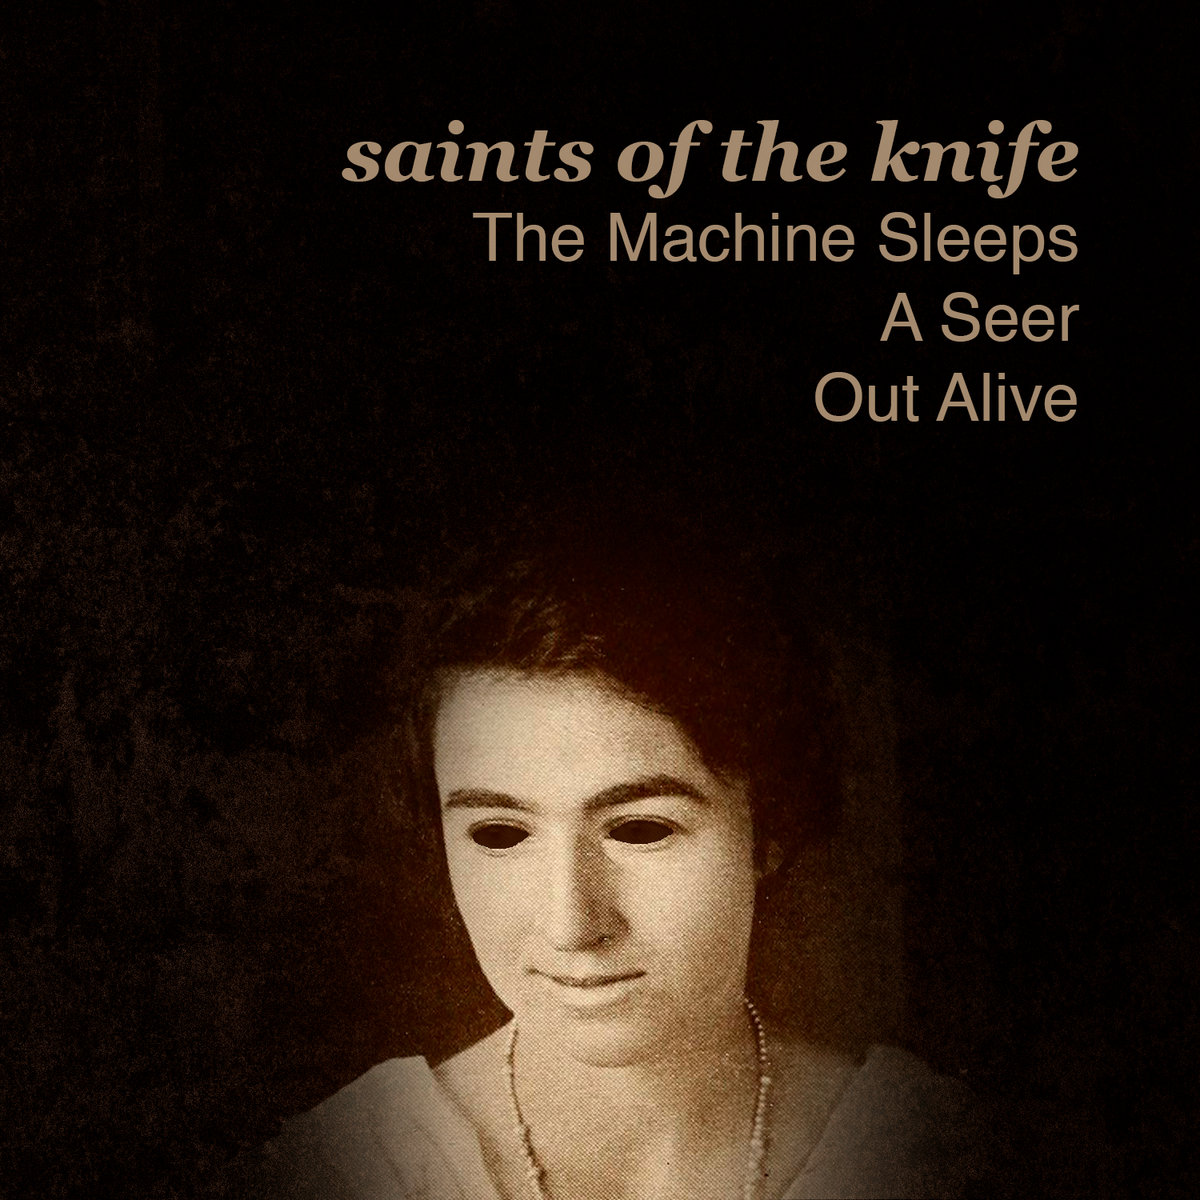 saints of the knife
The Machine Sleeps
A Seer
Out Alive